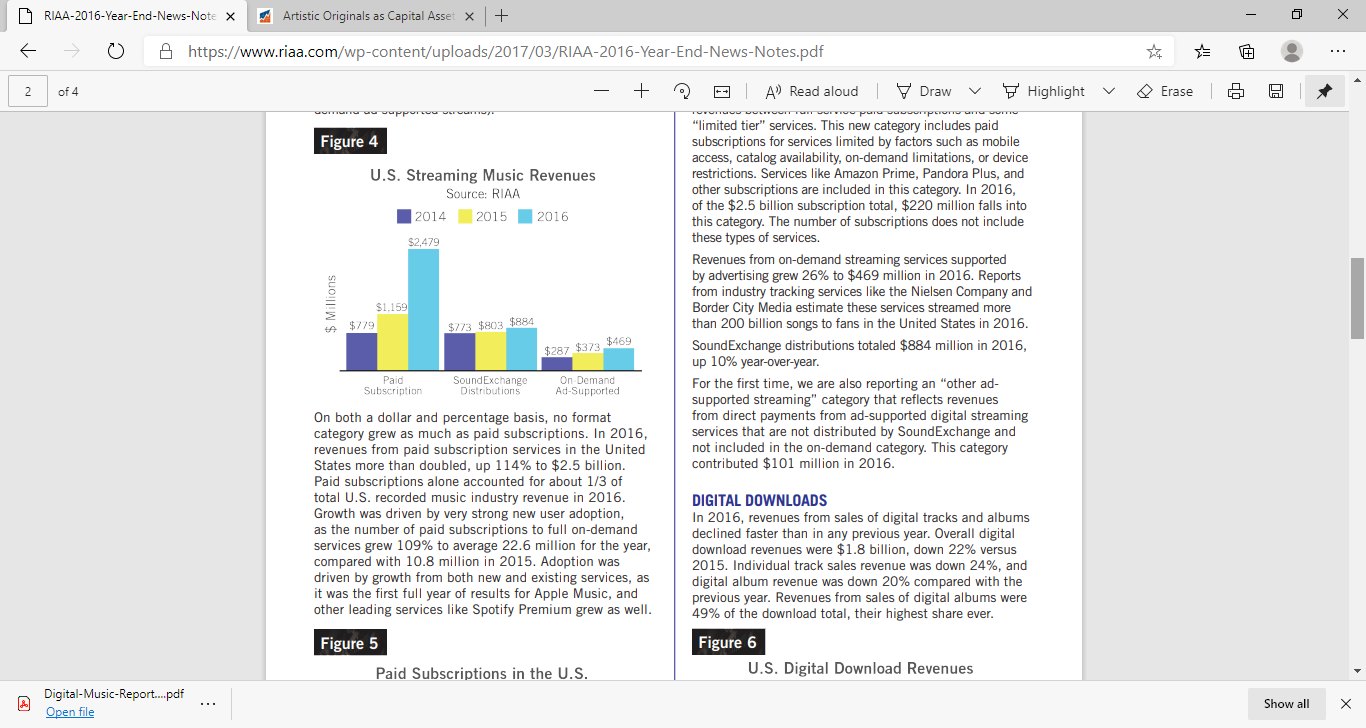 RIAA-2016-Year-End-News-Note
Artistic Originals as Capital Asset
https://www.riaa.com/wp-content/uploads/2017/03/RIAA-2016-Year-End-News-Notes.pdf
2 of 4
Read aloud
Draw
Highlight
Erase
demand ad-supported streams).
Figure 4
U.S. Streaming Music Revenues
Source: RIAA
2014 2015 2016
$ Millions
$779 $1,159 $2,479
$773 $803 $884
$287 $373 $469
Paid
Subscription
SoundExchange
Distributions
On-Demand
Ad-Supported
On both a dollar and percentage basis, no format
category grew as much as paid subscriptions. In 2016,
revenues from paid subscription services in the United
States more than doubled, up 114% to $2.5 billion.
Paid subscriptions alone accounted for about 1/3 of
total U.S. recorded music industry revenue in 2016.
Growth was driven by very strong new user adoption,
as the number of paid subscriptions to full on-demand
services grew 109% to average 22.6 million for the year,
compared with 10.8 million in 2015. Adoption was
driven by growth from both new and existing services, as
it was the first full year of results for Apple Music, and
other leading services like Spotify Premium grew as well.
Figure 5
Paid Subscriptions in the U.S.
revenues between full service paid subscriptions and some
“limited tier” services. This new category includes paid
subscriptions for services limited by factors such as mobile
access, catalog availability, on-demand limitations, or device
restrictions. Services like Amazon Prime, Pandora Plus, and
other subscriptions are included in this category. In 2016,
of the $2.5 billion subscription total, $220 million falls into
this category. The number of subscriptions does not include
these types of services.
Revenues from on-demand streaming services supported
by advertising grew 26% to $469 million in 2016. Reports
from industry tracking services like the Nielsen Company and
Border City Media estimate these services streamed more
than 200 billion songs to fans in the United States in 2016.
SoundExchange distributions totaled $884 million in 2016,
up 10% year-over-year.
For the first time, we are also reporting an “other ad-
supported streaming” category that reflects revenues
from direct payments from ad-supported digital streaming
services that are not distributed by SoundExchange and
not included in the on-demand category. This category
contributed $101 million in 2016.
DIGITAL DOWNLOADS
In 2016, revenues from sales of digital tracks and albums
declined faster than in any previous year. Overall digital
download revenues were $1.8 billion, down 22% versus
2015. Individual track sales revenue was down 24%, and
digital album revenue was down 20% compared with the
previous year. Revenues from sales of digital albums were
49% of the download total, their highest share ever.
Figure 6
U.S. Digital Download Revenues
Digital-Music-Report....pdf
Open file
Show all